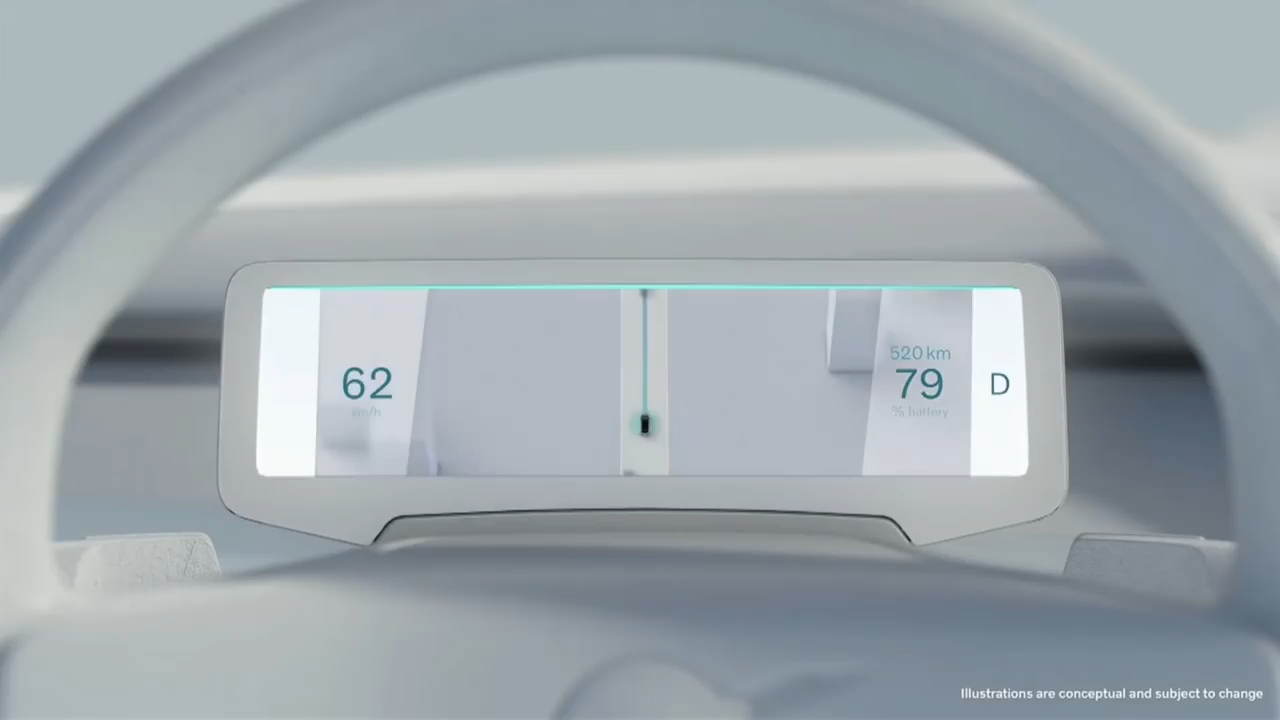 62
km/h
520 km
79
% battery
D
Illustrations are conceptual and subject to change